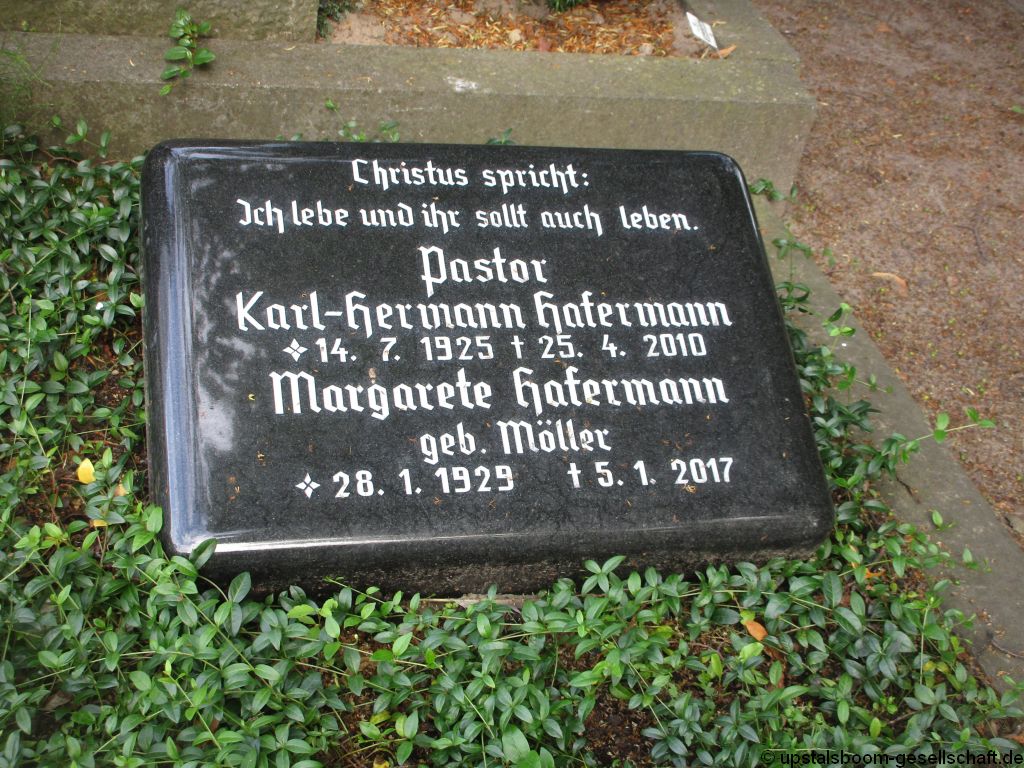 Christus spricht:
Ich lebe und ihr sollt auch leben.
Pastor
Karl-Hermann Hafermann
14. 7. 1925 † 25. 4. 2010
Margarete Hafermann
geb. Möller
28. 1. 1929 † 5. 1. 2017
© upstalsboom-gesellschaft.de